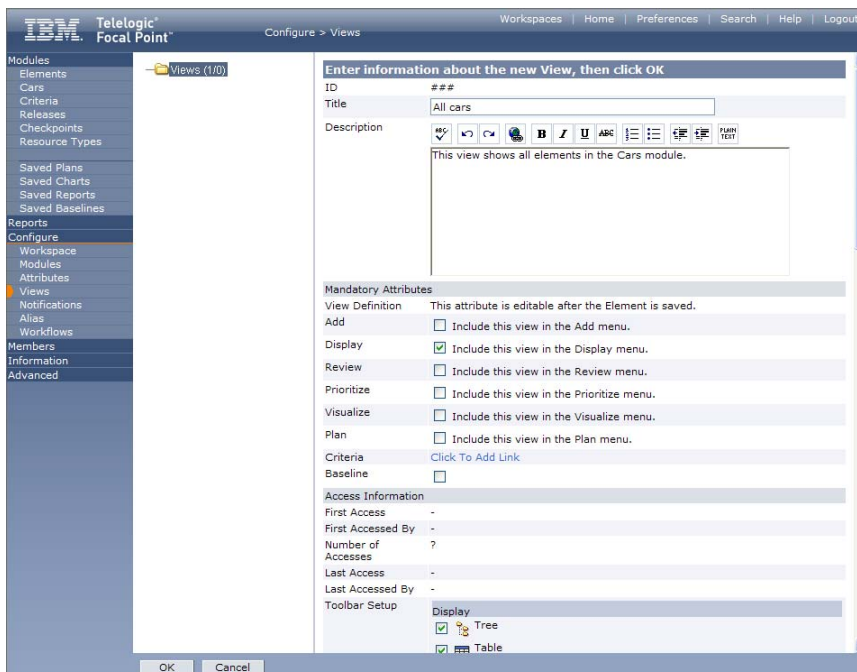 IBM. Telelogic® Focal Point™
Configure > Views
Workspaces | Home | Preferences | Search | Help | Logout
Modules
Elements
Cars
Criteria
Releases
Checkpoints
Resource Types
Saved Plans
Saved Charts
Saved Reports
Saved Baselines
Reports
Configure
Workspace
Modules
Attributes
Views
Notifications
Alias
Workflows
Members
Information
Advanced
Views (1/0)
Enter information about the new View, then click OK
ID ###
Title All cars
Description
ABC B I U ABC PLAIN TEXT
This view shows all elements in the Cars module.
Mandatory Attributes
View Definition This attribute is editable after the Element is saved.
Add Include this view in the Add menu.
Display Include this view in the Display menu.
Review Include this view in the Review menu.
Prioritize Include this view in the Prioritize menu.
Visualize Include this view in the Visualize menu.
Plan Include this view in the Plan menu.
Criteria Click To Add Link
Baseline
Access Information
First Access -
First Accessed By -
Number of Accesses ?
Last Access -
Last Accessed By -
Toolbar Setup Display
Tree
Table
OK Cancel